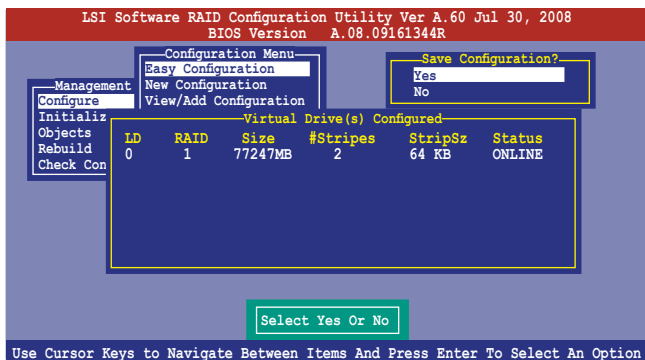 LSI Software RAID Configuration Utility Ver A.60 Jul 30, 2008
BIOS Version A.08.09161344R
Configuration Menu
Easy Configuration
New Configuration
View/Add Configuration
Save Configuration?
Yes
No
Management
Configure
Initializ
Objects
Rebuild
Check Con
Virtual Drive(s) Configured
LD RAID Size #Stripes StripSz Status
0 1 77247MB 2 64 KB ONLINE
Select Yes Or No
Use Cursor Keys to Navigate Between Items And Press Enter To Select An Option